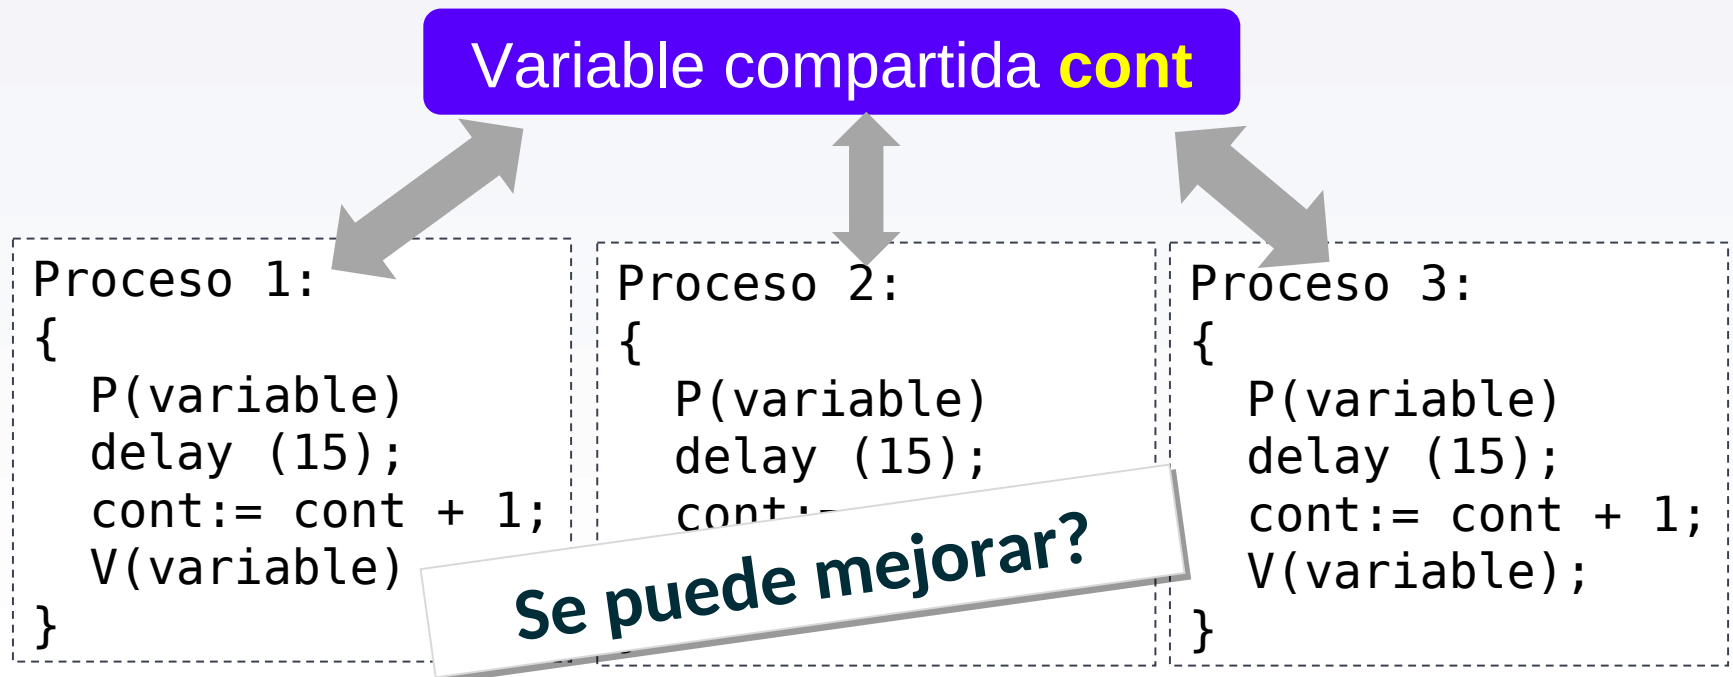 Variable compartida cont
Proceso 1:
{
P(variable)
delay (15);
cont:= cont + 1;
V(variable)
}
Proceso 2:
{
P(variable)
delay (15);
cont:=
Proceso 3:
{
P(variable)
delay (15);
cont:= cont + 1;
V(variable);
}
Se puede mejorar?